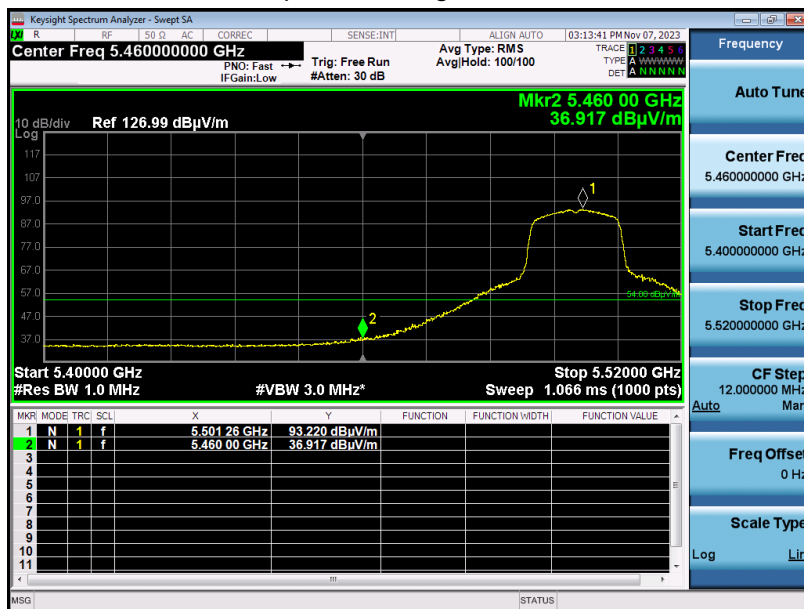 Keysight Spectrum Analyzer - Swept SA
LXI R RF 50 Ω AC CORREC SENSE:INT ALIGN AUTO 03:13:41 PM Nov 07, 2023
Center Freq 5.460000000 GHz
PNO: Fast
IFGain:Low
Trig: Free Run
#Atten: 30 dB
Avg Type: RMS
Avg|Hold: 100/100
TRACE 1 2 3 4 5 6
TYPE A WWWWW
DET A N N N N N
Mkr2 5.460 00 GHz
36.917 dBµV/m
10 dB/div Ref 126.99 dBµV/m
Log
117
107
97.0
87.0
77.0
67.0
57.0
47.0
37.0
1
2
54.00 dBµV/m
Start 5.40000 GHz Stop 5.52000 GHz
#Res BW 1.0 MHz #VBW 3.0 MHz* Sweep 1.066 ms (1000 pts)
MKR MODE TRC SCL X Y FUNCTION FUNCTION WIDTH FUNCTION VALUE
1 N 1 f 5.501 26 GHz 93.220 dBµV/m
2 N 1 f 5.460 00 GHz 36.917 dBµV/m
3
4
5
6
7
8
9
10
11
MSG STATUS
Frequency
Auto Tune
Center Freq
5.460000000 GHz
Start Freq
5.400000000 GHz
Stop Freq
5.520000000 GHz
CF Step
12.000000 MHz
Auto Man
Freq Offset
0 Hz
Scale Type
Log Lin